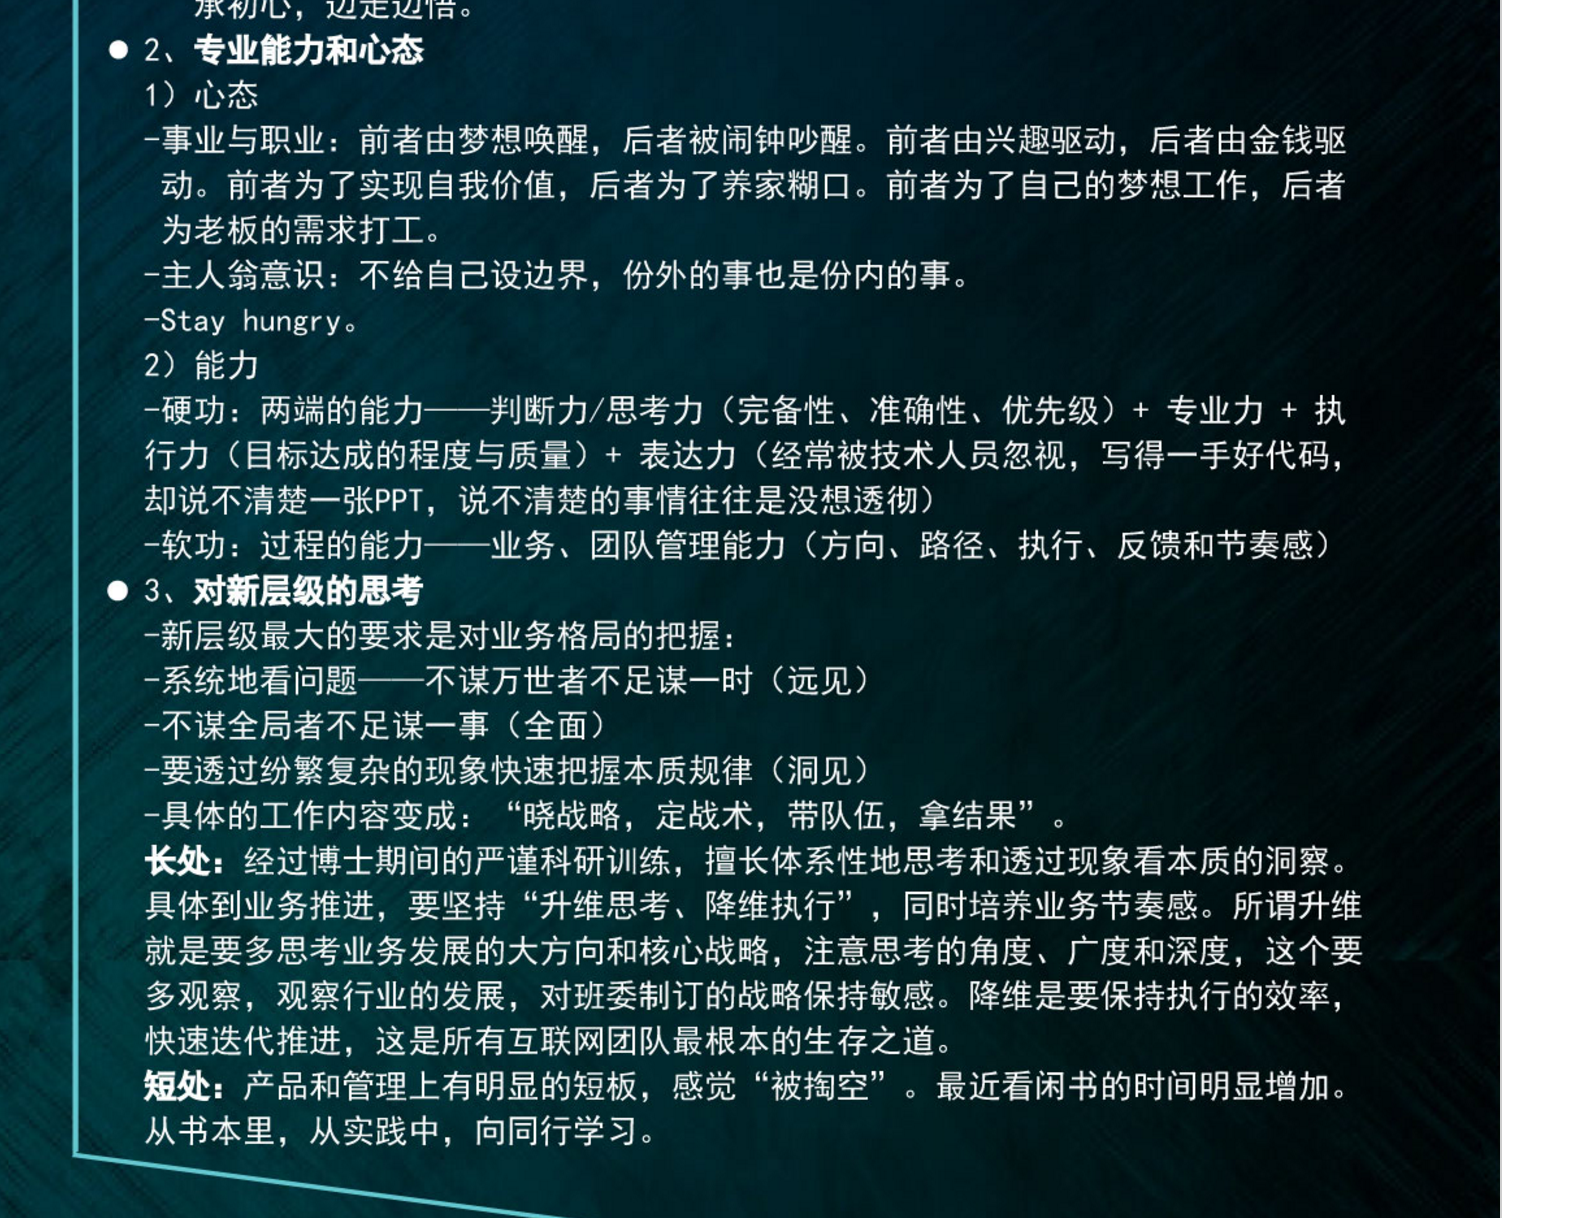 承初心，边走边悟。
● 2、专业能力和心态
1）心态
-事业与职业：前者由梦想唤醒，后者被闹钟吵醒。前者由兴趣驱动，后者由金钱驱
动。前者为了实现自我价值，后者为了养家糊口。前者为了自己的梦想工作，后者
为老板的需求打工。
-主人翁意识：不给自己设边界，份外的事也是份内的事。
-Stay hungry。
2）能力
-硬功：两端的能力——判断力/思考力（完备性、准确性、优先级）+ 专业力 + 执
行力（目标达成的程度与质量）+ 表达力（经常被技术人员忽视，写得一手好代码，
却说不清楚一张PPT，说不清楚的事情往往是没想透彻）
-软功：过程的能力——业务、团队管理能力（方向、路径、执行、反馈和节奏感）
● 3、对新层级的思考
-新层级最大的要求是对业务格局的把握：
-系统地看问题——不谋万世者不足谋一时（远见）
-不谋全局者不足谋一事（全面）
-要透过纷繁复杂的现象快速把握本质规律（洞见）
-具体的工作内容变成：“晓战略，定战术，带队伍，拿结果”。
长处：经过博士期间的严谨科研训练，擅长体系性地思考和透过现象看本质的洞察。
具体到业务推进，要坚持“升维思考、降维执行”，同时培养业务节奏感。所谓升维
就是要多思考业务发展的大方向和核心战略，注意思考的角度、广度和深度，这个要
多观察，观察行业的发展，对班委制订的战略保持敏感。降维是要保持执行的效率，
快速迭代推进，这是所有互联网团队最根本的生存之道。
短处：产品和管理上有明显的短板，感觉“被掏空”。最近看闲书的时间明显增加。
从书本里，从实践中，向同行学习。